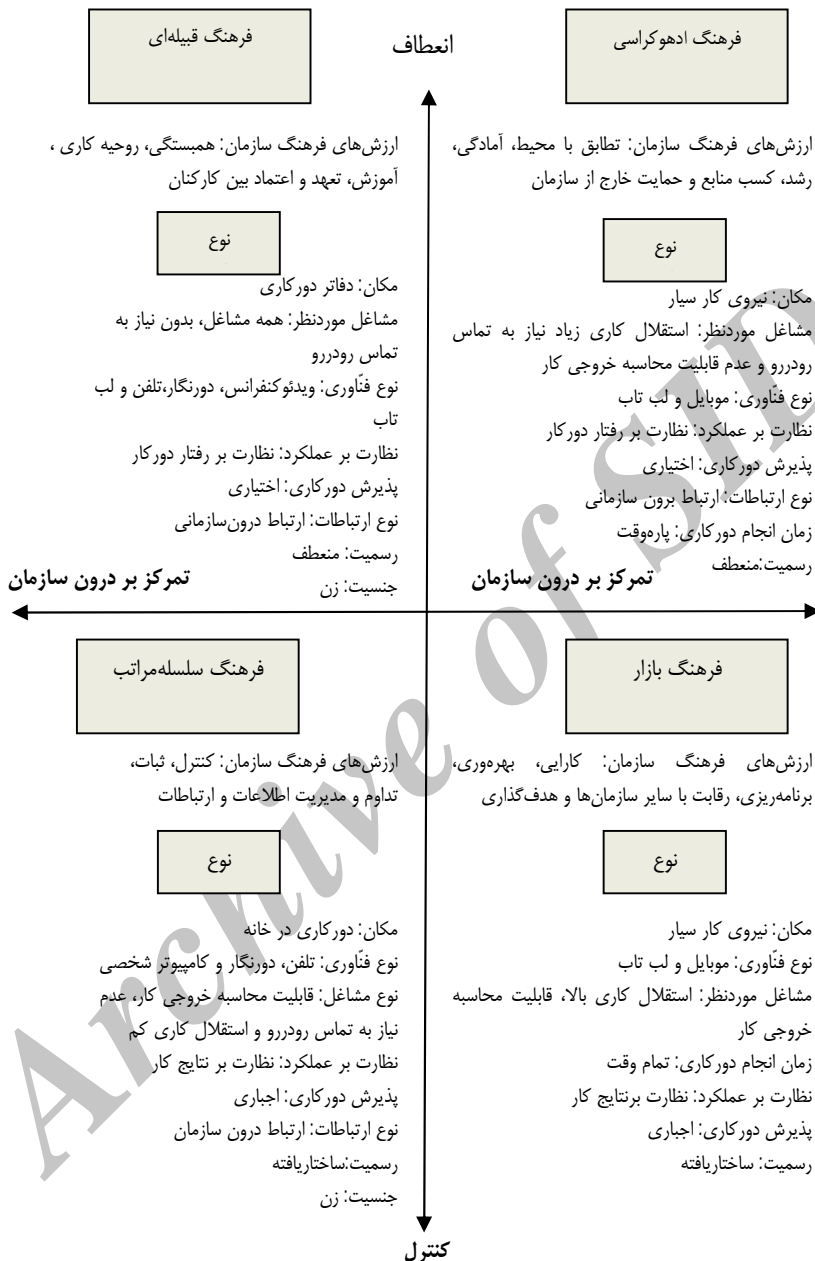 فرهنگ ادهوکراسی
انعطاف
فرهنگ قبیله‌ای
ارزش‌های فرهنگ سازمان: تطابق با محیط، آمادگی،
رشد، کسب منابع و حمایت خارج از سازمان
نوع
مکان: نیروی کار سیار
مشاغل موردنظر: استقلال کاری زیاد نیاز به تماس
رودررو و عدم قابلیت محاسبه خروجی کار
نوع فنّاوری: موبایل و لب تاب
نظارت بر عملکرد: نظارت بر رفتار دورکار
پذیرش دورکاری: اختیاری
نوع ارتباطات: ارتباط برون سازمانی
زمان انجام دورکاری: پاره‌وقت
رسمیت:منعطف
تمرکز بر درون سازمان
ارزش‌های فرهنگ سازمان: همبستگی، روحیه کاری ،
آموزش، تعهد و اعتماد بین کارکنان
نوع
مکان: دفاتر دورکاری
مشاغل موردنظر: همه مشاغل، بدون نیاز به
تماس رودررو
نوع فنّاوری: ویدئوکنفرانس، دورنگار،تلفن و لب
تاب
نظارت بر عملکرد: نظارت بر رفتار دورکار
پذیرش دورکاری: اختیاری
نوع ارتباطات: ارتباط درون‌سازمانی
رسمیت: منعطف
جنسیت: زن
تمرکز بر درون سازمان
فرهنگ بازار
ارزش‌های فرهنگ سازمان: کارایی، بهره‌وری،
برنامه‌ریزی، رقابت با سایر سازمان‌ها و هدف‌گذاری
نوع
مکان: نیروی کار سیار
نوع فنّاوری: موبایل و لب تاب
مشاغل موردنظر: استقلال کاری بالا، قابلیت محاسبه
خروجی کار
زمان انجام دورکاری: تمام وقت
نظارت بر عملکرد: نظارت برنتایج کار
پذیرش دورکاری: اجباری
رسمیت: ساختاریافته
فرهنگ سلسله‌مراتب
ارزش‌های فرهنگ سازمان: کنترل، ثبات،
تداوم و مدیریت اطلاعات و ارتباطات
نوع
مکان: دورکاری در خانه
نوع فنّاوری: تلفن، دورنگار و کامپیوتر شخصی
نوع مشاغل: قابلیت محاسبه خروجی کار، عدم
نیاز به تماس رودررو و استقلال کاری کم
نظارت بر عملکرد: نظارت بر نتایج کار
پذیرش دورکاری: اجباری
نوع ارتباطات: ارتباط درون سازمان
رسمیت:ساختاریافته
جنسیت: زن
کنترل
Archive of SID